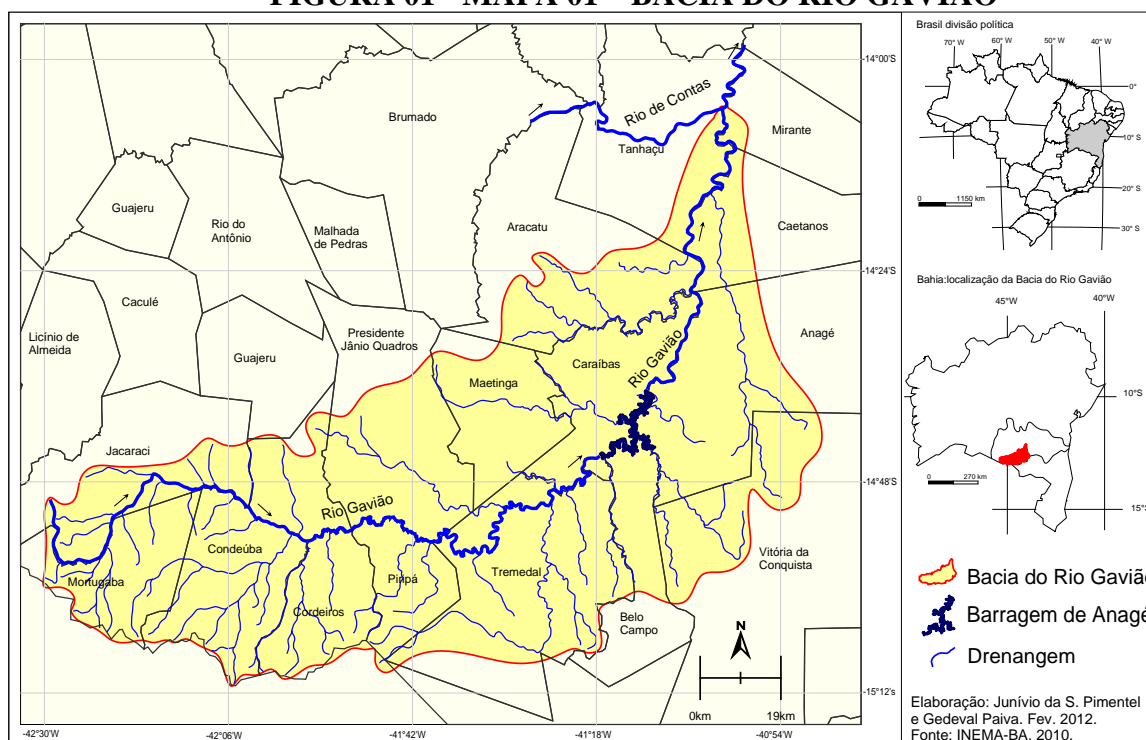 FIGURA 01 - MAPA 01 – BACIA DO RIO GAVIÃO
Brasil divisão política
70° W
60° W
50° W
40° W
0°
10° S
20° S
30° S
0
1150 km
Bahia:localização da Bacia do Rio Gavião
45°W
40°W
10°S
15°S
0
270 km
Bacia do Rio Gavião
Barragem de Anagé
Drenangem
Elaboração: Junívio da S. Pimentel
e Gedeval Paiva. Fev. 2012.
Fonte: INEMA-BA, 2010.
-14°00'S
-14°24'S
-14°48'S
-15°12'S
-42°30'W
-42°06'W
-41°42'W
-41°18'W
-40°54'W
Rio de Contas
Brumado
Tanhaçu
Mirante
Guajeru
Rio do
Antônio
Malhada
de Pedras
Aracatu
Caetanos
Caculé
Licínio de
Almeida
Presidente
Jânio Quadros
Guajeru
Anagé
Caraíbas
Rio Gavião
Maetinga
Jacaraci
Rio Gavião
Condeúba
Mortugaba
Piripá
Tremedal
Cordeiros
Vitória da
Conquista
Belo
Campo
N
0km
19km